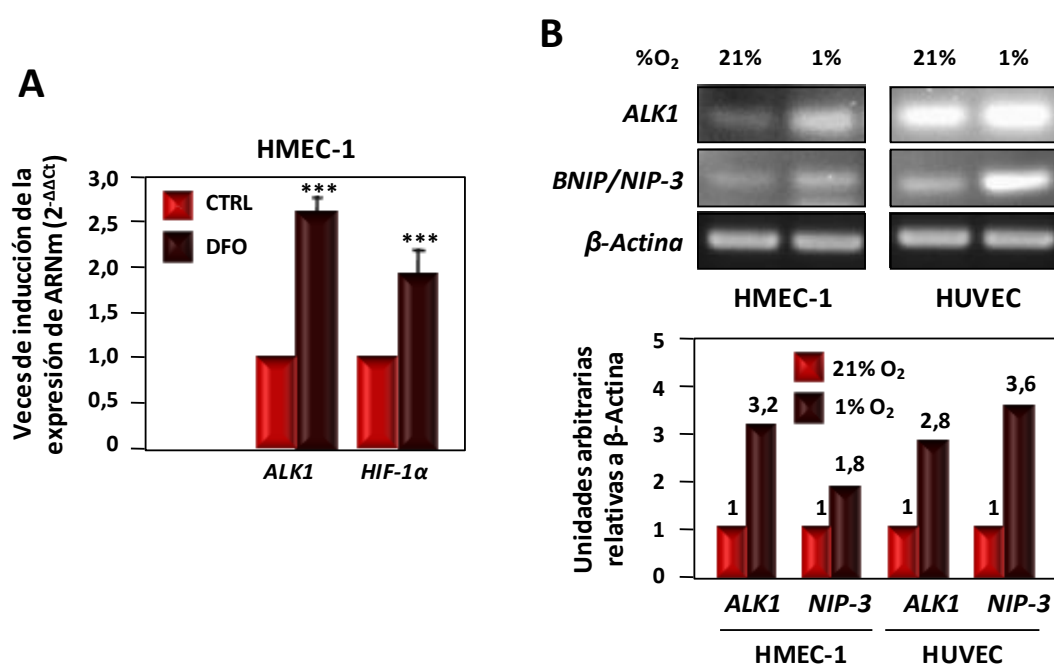 A
HMEC-1
Veces de inducción de la
expresión de ARNm (2-ΔΔCt)
3,0
2,5
2,0
1,5
1,0
0,5
0
CTRL
DFO
***
***
ALK1 HIF-1α
B
%O2 21% 1% 21% 1%
ALK1
BNIP/NIP-3
β-Actina
HMEC-1 HUVEC
Unidades arbitrarias
relativas a β-Actina
5
4
3
2
1
0
21% O2
1% O2
1 3,2 1 1,8 1 2,8 1 3,6
ALK1 NIP-3 ALK1 NIP-3
HMEC-1 HUVEC